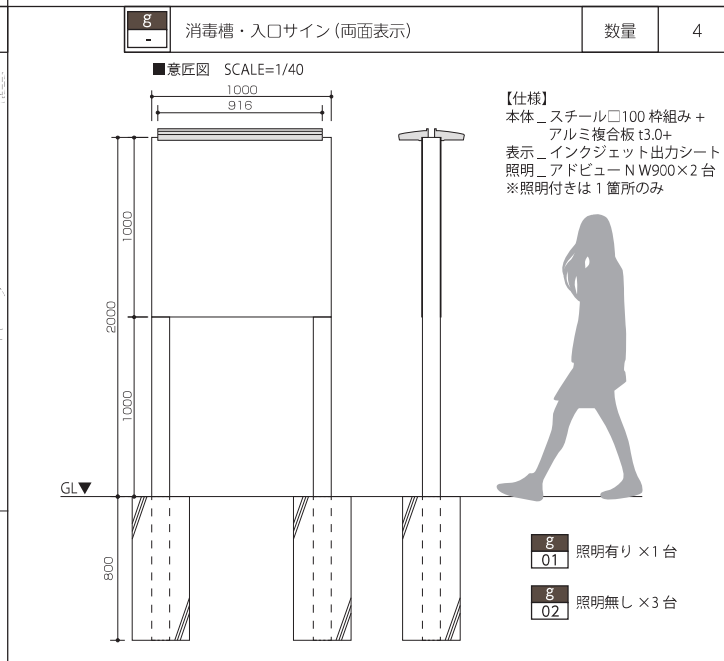 g
-
消毒槽・入口サイン(両面表示)
数量
4
■意匠図 SCALE=1/40
1000
916
【仕様】
本体_スチール□100 枠組み +
アルミ複合板 t3.0+
表示_インクジェット出力シート
照明_アドビュー N W900×2 台
※照明付きは 1 箇所のみ
1000
2000
1000
GL▼
800
g
01
照明有り ×1 台
g
02
照明無し ×3 台